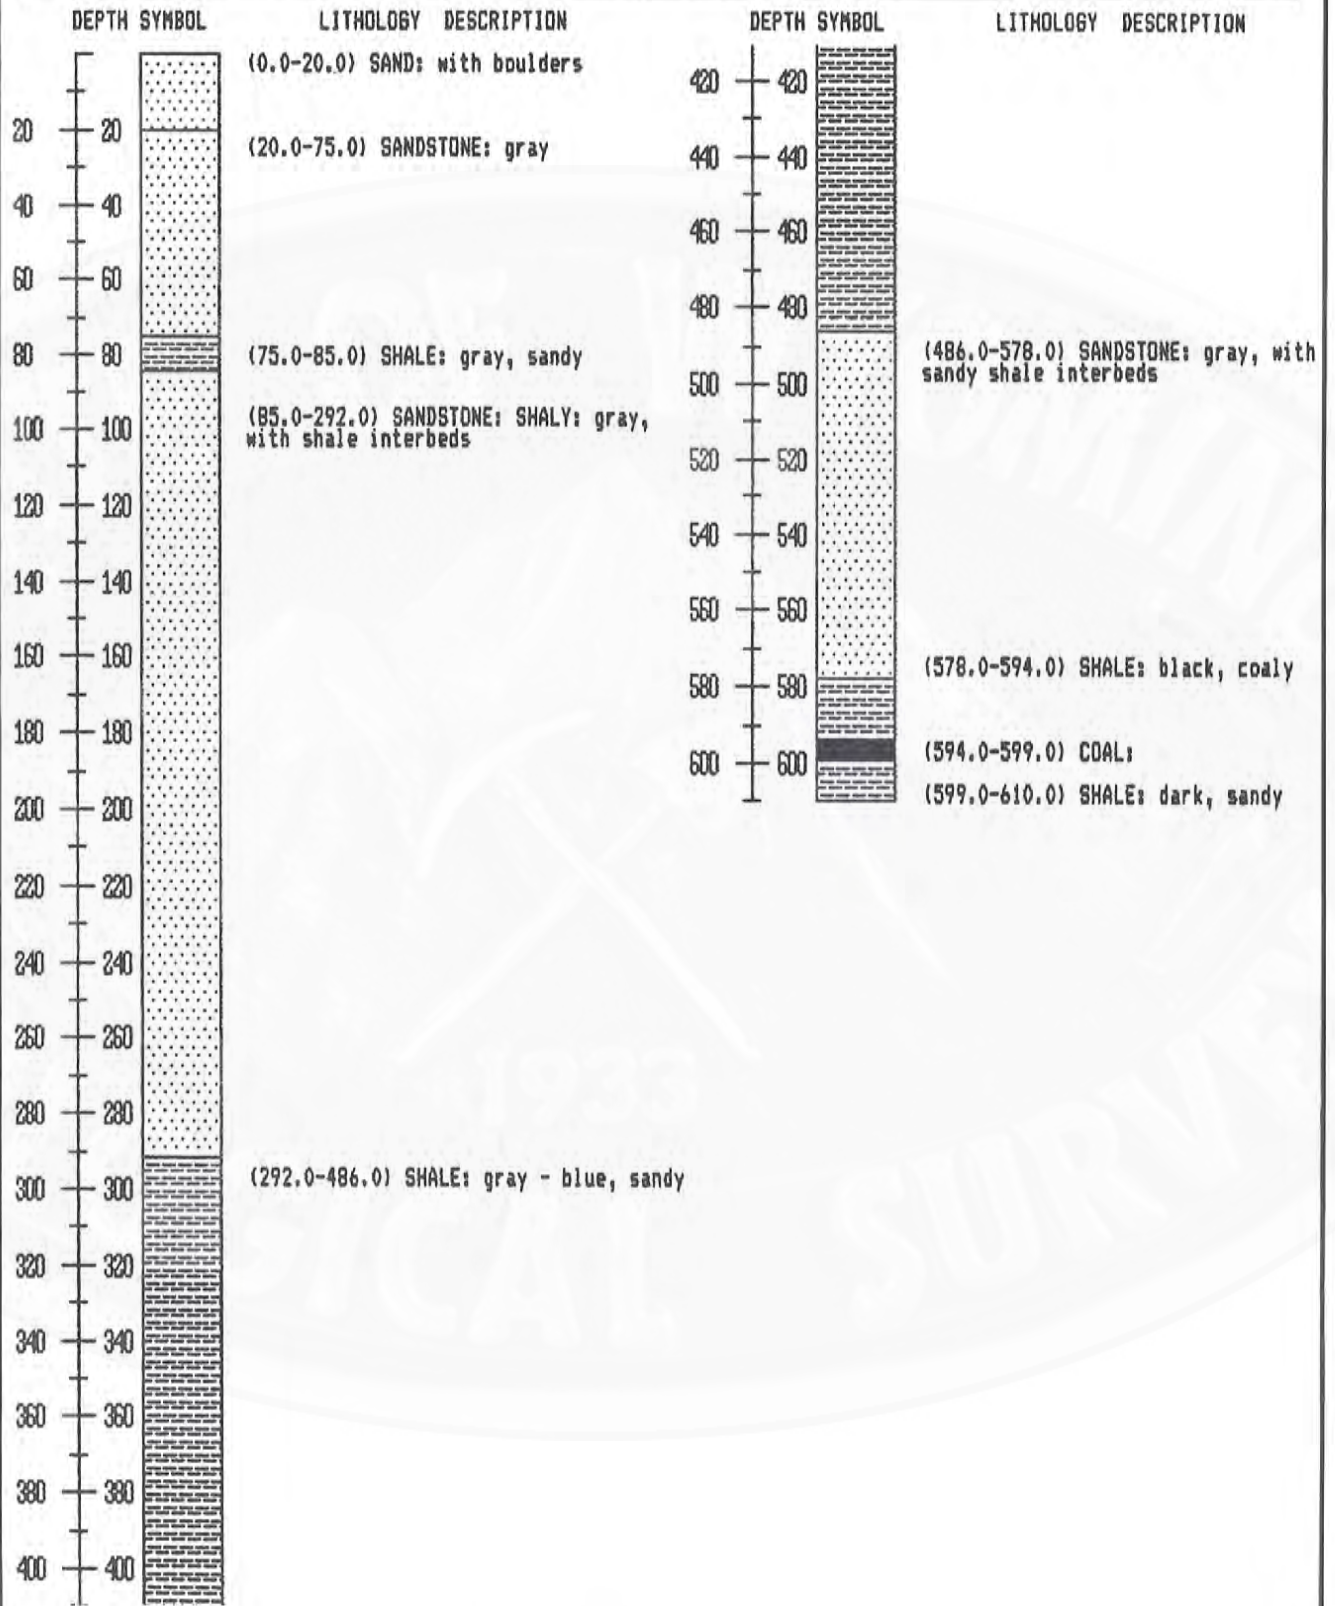 DEPTH SYMBOL LITHOLOGY DESCRIPTION
(0.0-20.0) SAND: with boulders
20 20
(20.0-75.0) SANDSTONE: gray
40 40
60 60
80 80 (75.0-85.0) SHALE: gray, sandy
(85.0-292.0) SANDSTONE: SHALY: gray,
100 100
with shale interbeds
120 120
140 140
160 160
180 180
200 200
220 220
240 240
260 260
280 280
300 300 (292.0-486.0) SHALE: gray - blue, sandy
320 320
340 340
360 360
380 380
400 400
DEPTH SYMBOL LITHOLOGY DESCRIPTION
420 420
440 440
460 460
480 480
(486.0-578.0) SANDSTONE: gray, with
sandy shale interbeds
500 500
520 520
540 540
560 560
(578.0-594.0) SHALE: black, coaly
580 580
(594.0-599.0) COAL:
600 600
(599.0-610.0) SHALE: dark, sandy
OF WYOMING
1933
GICAL SURVEY